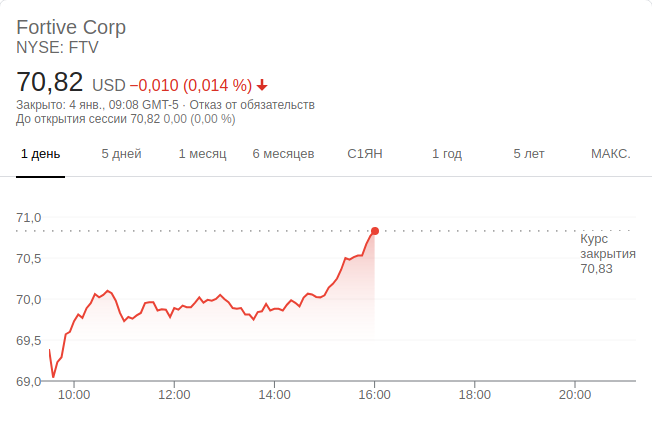 Fortive Corp
NYSE: FTV
70,82 USD −0,010 (0,014 %)
Закрыто: 4 янв., 09:08 GMT-5 · Отказ от обязательств
До открытия сессии 70,82 0,00 (0,00 %)
1 день 5 дней 1 месяц 6 месяцев С1ЯН 1 год 5 лет МАКС.
71,0
Курс
закрытия
70,83
70,5
70,0
69,5
69,0
10:00 12:00 14:00 16:00 18:00 20:00